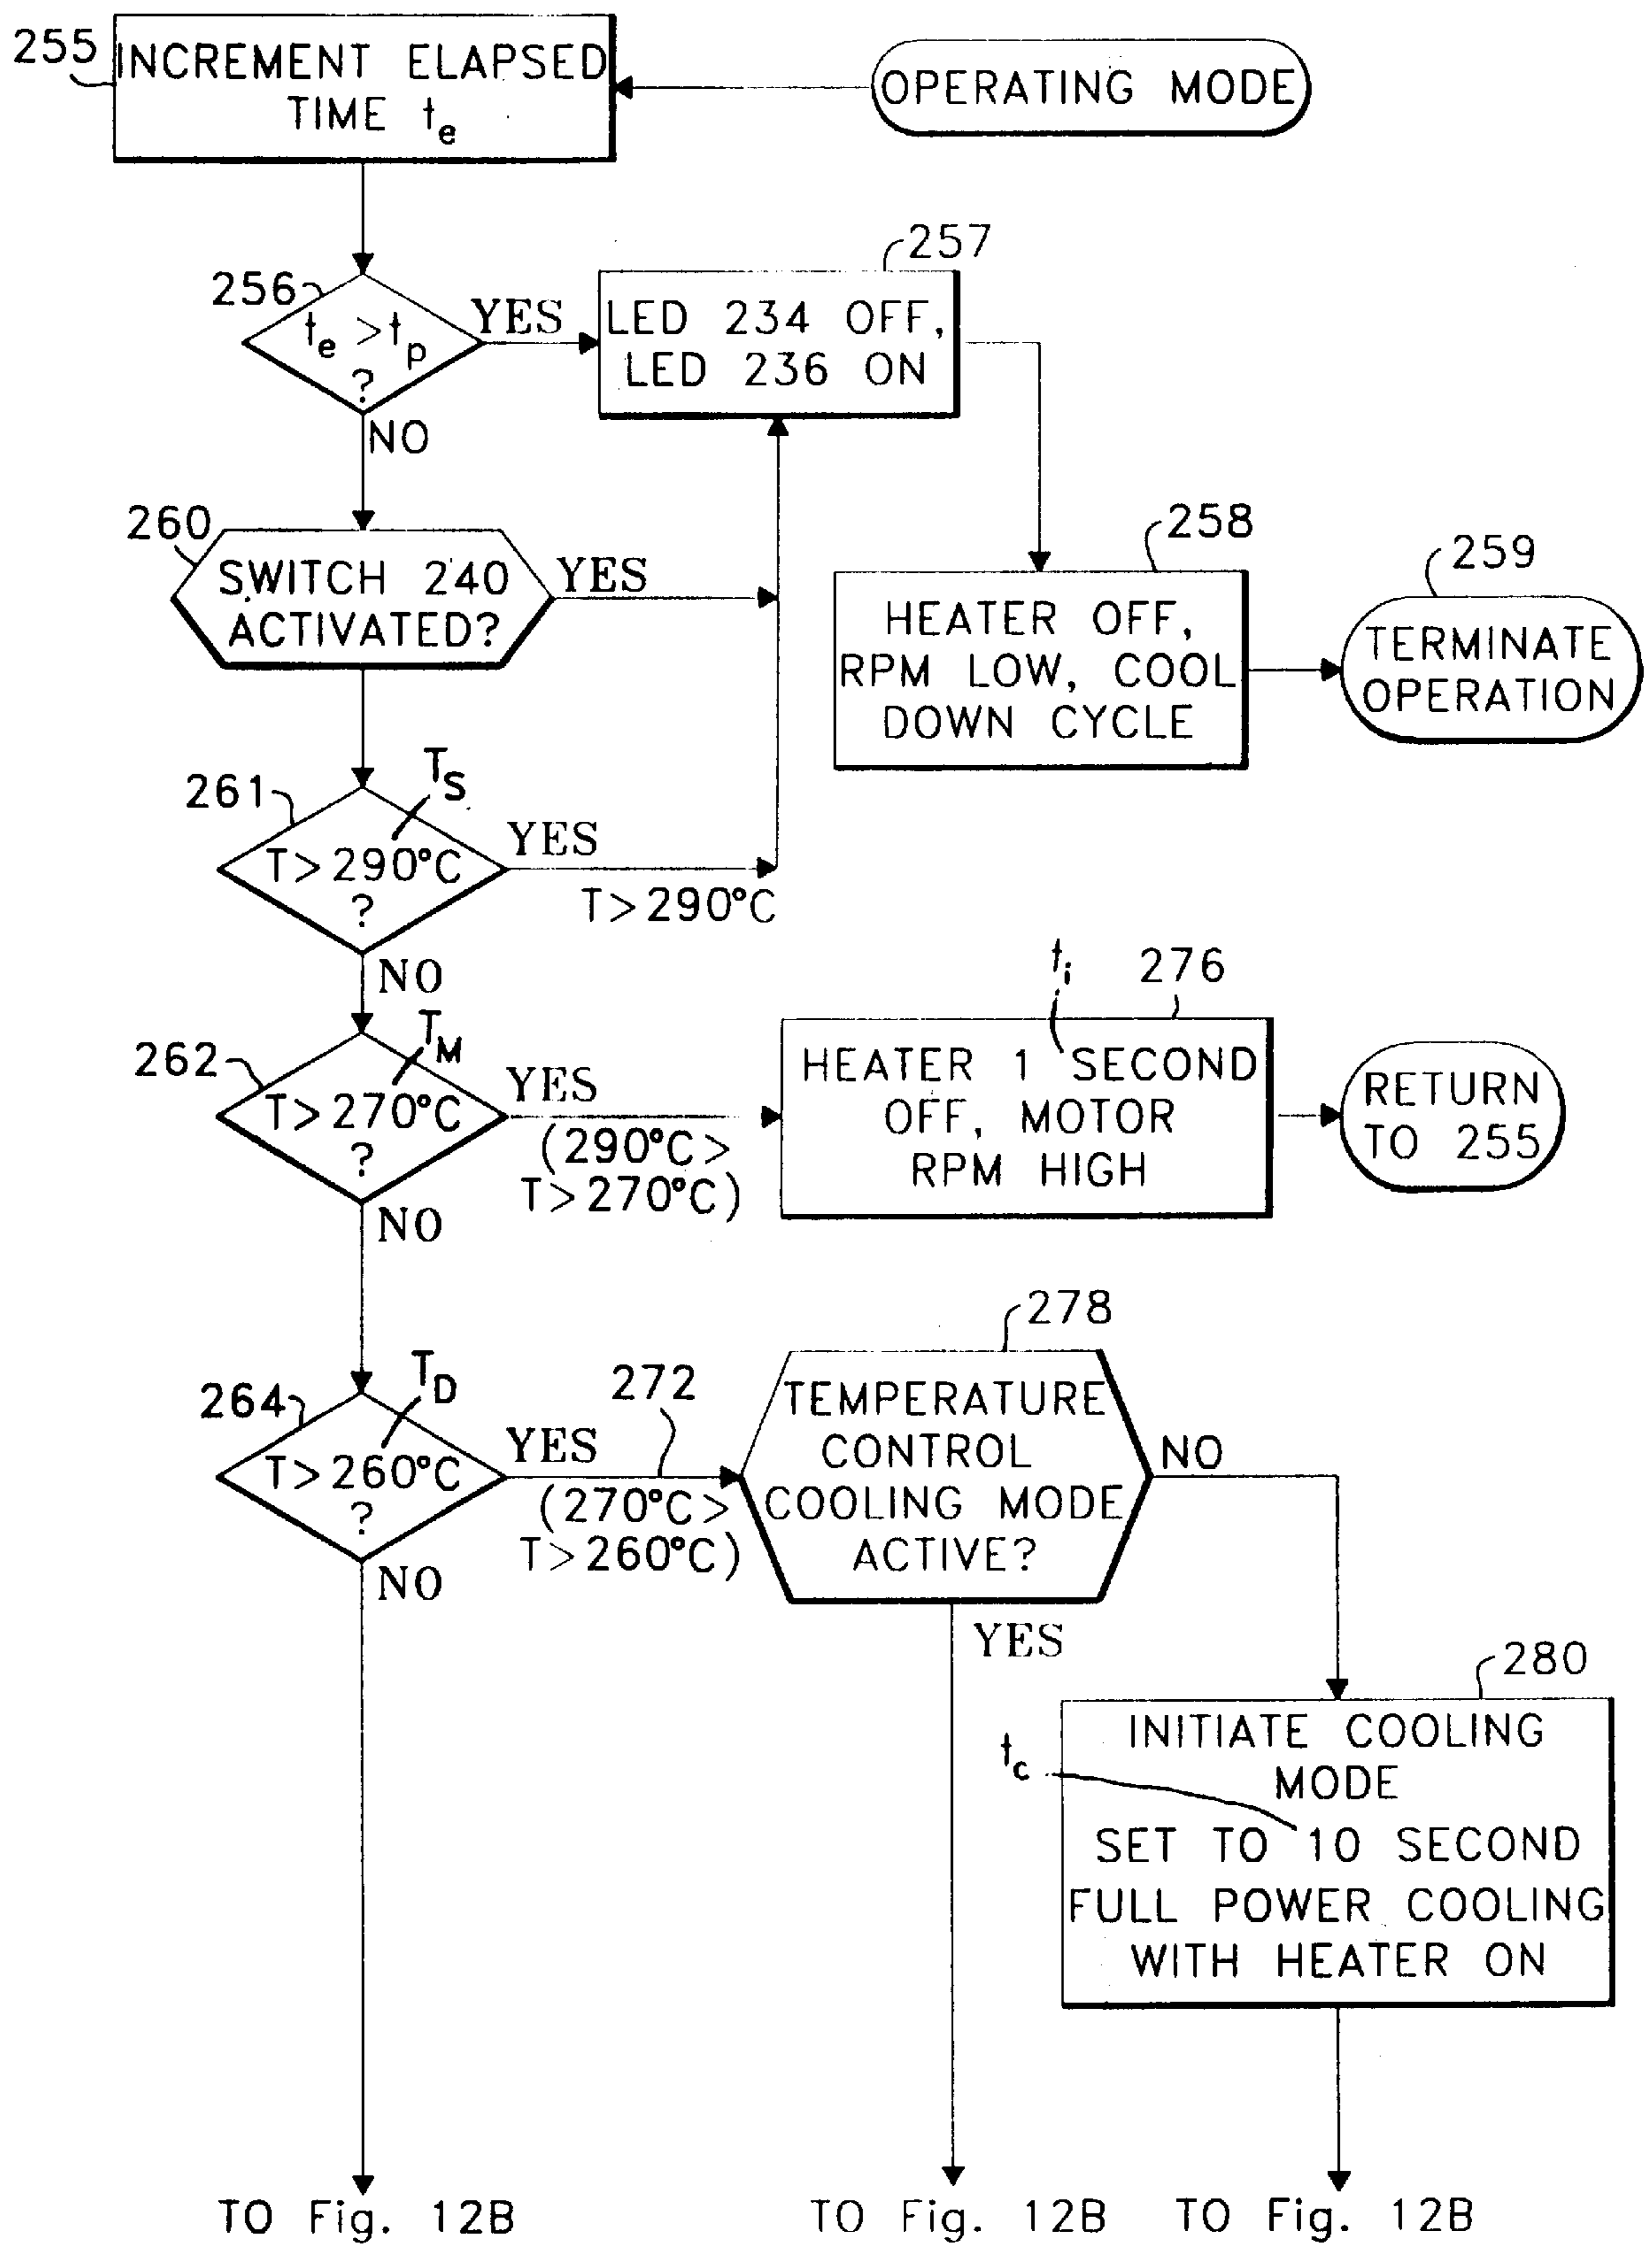 255
INCREMENT ELAPSED
TIME te
OPERATING MODE
256
te > tp
?
YES
NO
257
LED 234 OFF,
LED 236 ON
260
SWITCH 240
ACTIVATED?
YES
258
HEATER OFF,
RPM LOW, COOL
DOWN CYCLE
259
TERMINATE
OPERATION
261
TS
T > 290°C
?
YES
T > 290°C
NO
262
TM
T > 270°C
?
YES
(290°C >
T > 270°C)
NO
ti
276
HEATER 1 SECOND
OFF, MOTOR
RPM HIGH
RETURN
TO 255
264
TD
T > 260°C
?
YES
(270°C >
T > 260°C)
NO
272
278
TEMPERATURE
CONTROL
COOLING MODE
ACTIVE?
NO
YES
280
tc
INITIATE COOLING
MODE
SET TO 10 SECOND
FULL POWER COOLING
WITH HEATER ON
TO Fig. 12B
TO Fig. 12B
TO Fig. 12B